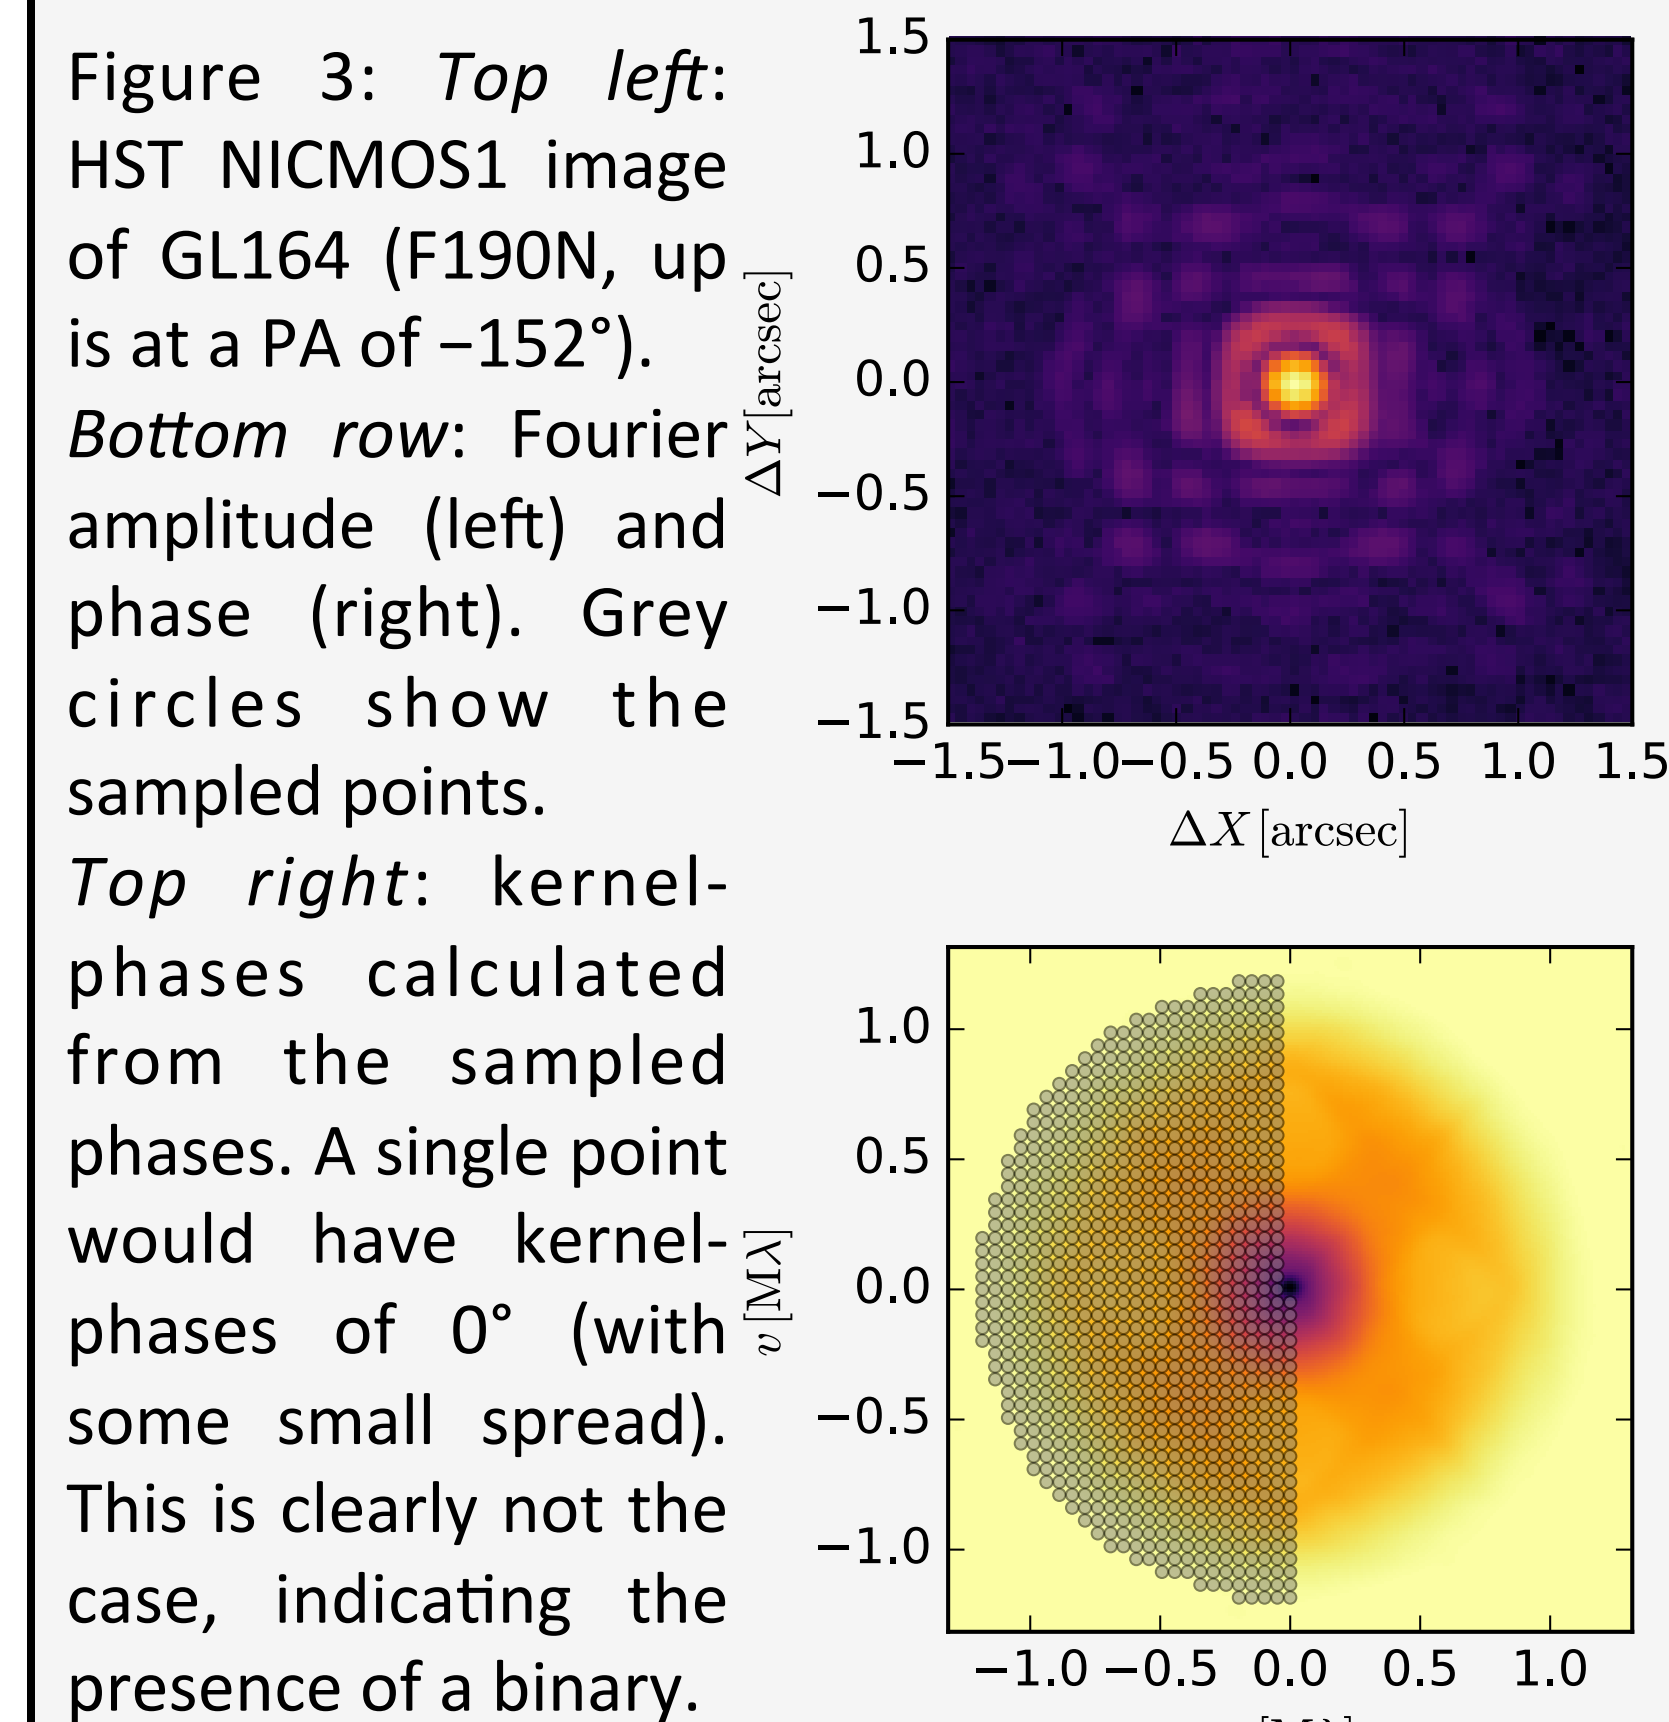 Figure 3: Top left:
HST NICMOS1 image
of GL164 (F190N, up
is at a PA of −152°).
Bottom row: Fourier
amplitude (left) and
phase (right). Grey
circles show the
sampled points.
Top right: kernel-
phases calculated
from the sampled
phases. A single point
would have kernel-
phases of 0° (with
some small spread).
This is clearly not the
case, indicating the
presence of a binary.
ΔY [arcsec]
1.5
1.0
0.5
0.0
−0.5
−1.0
−1.5
−1.5 −1.0 −0.5 0.0 0.5 1.0 1.5
ΔX [arcsec]
v [Mλ]
1.0
0.5
0.0
−0.5
−1.0
−1.0 −0.5 0.0 0.5 1.0